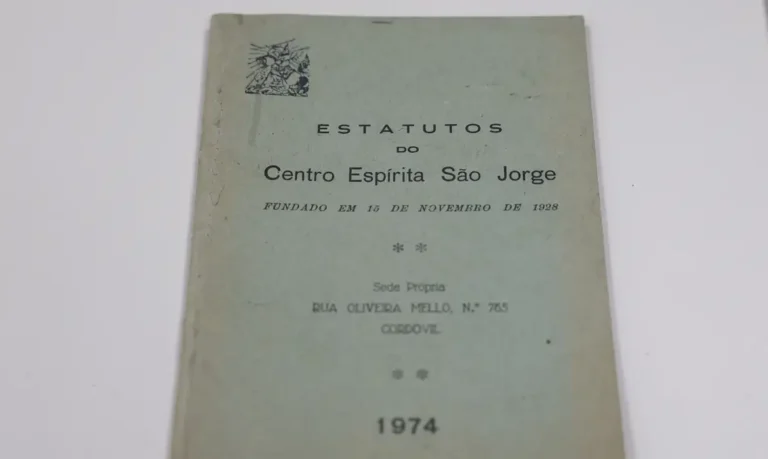 ESTATUTOS
DO
Centro Espírita São Jorge
FUNDADO EM 15 DE NOVEMBRO DE 1928
* *
Sede Própria
RUA OLIVEIRA MELLO, N.º 765
CORDOVIL
* *
1974